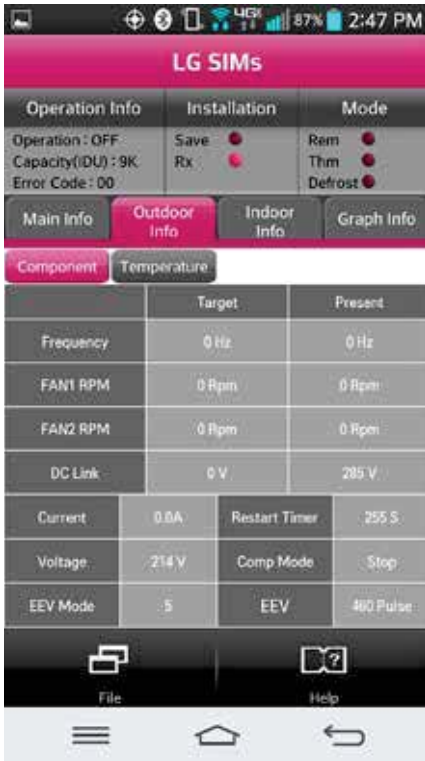 4G 87% 2:47 PM
LG SIMs
Operation Info Installation Mode
Operation : OFF Save Rem
Capacity(IDU) : 9K Rx Thm
Error Code : 00 Defrost
Main Info Outdoor Info Indoor Info Graph Info
Component Temperature
Target Present
Frequency 0 Hz 0 Hz
FAN1 RPM 0 Rpm 0 Rpm
FAN2 RPM 0 Rpm 0 Rpm
DC Link 0 V 285 V
Current 0.0A Restart Timer 255 S
Voltage 214 V Comp Mode Stop
EEV Mode 5 EEV 460 Pulse
File Help